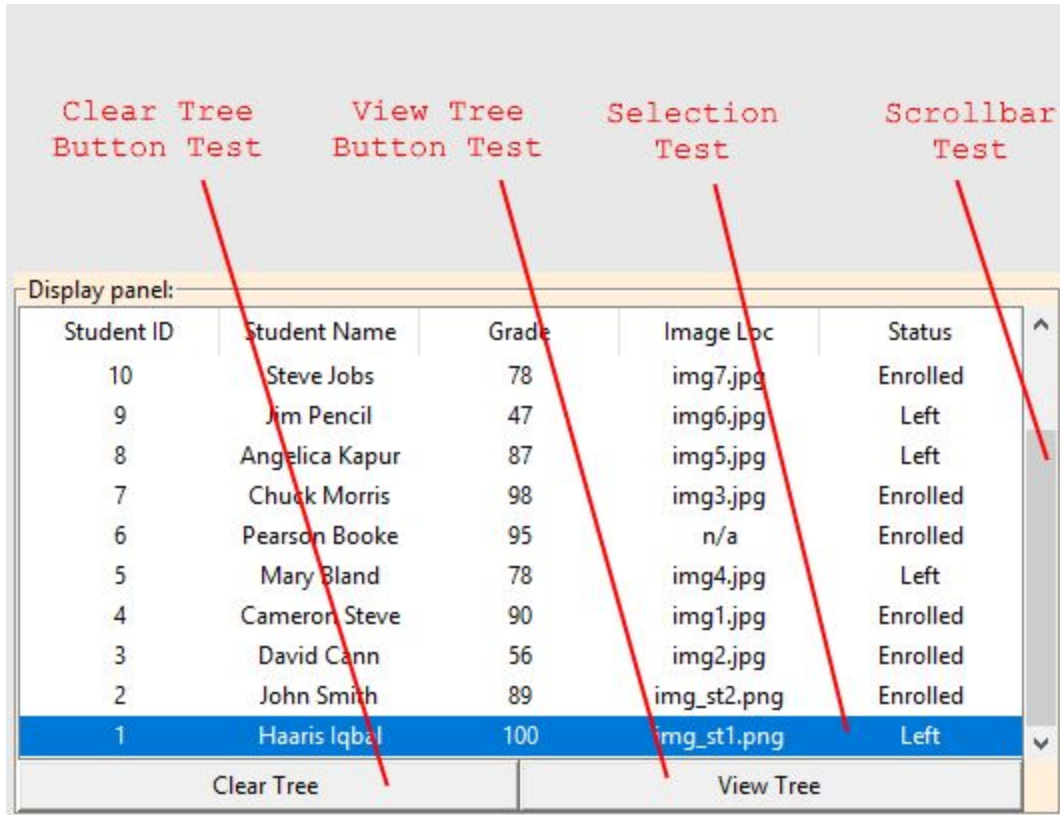 Clear Tree View Tree Selection Scrollbar
Button Test Button Test Test Test
Display panel:
Student ID Student Name Grade Image Loc Status
10 Steve Jobs 78 img7.jpg Enrolled
9 Jim Pencil 47 img6.jpg Left
8 Angelica Kapur 87 img5.jpg Left
7 Chuck Morris 98 img3.jpg Enrolled
6 Pearson Booke 95 n/a Enrolled
5 Mary Bland 78 img4.jpg Left
4 Cameron Steve 90 img1.jpg Enrolled
3 David Cann 56 img2.jpg Enrolled
2 John Smith 89 img_st2.png Enrolled
1 Haaris Iqbal 100 img_st1.png Left
Clear Tree View Tree